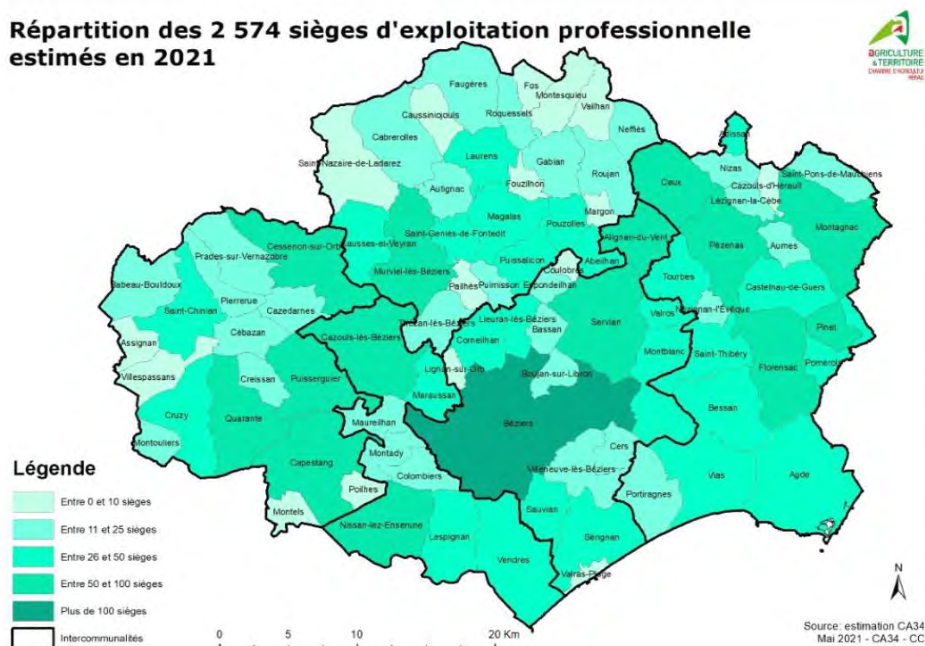 Répartition des 2 574 sièges d'exploitation professionnelle
estimés en 2021
AGRICULTURE
& TERRITOIRE
Faugères
Fos
Montesquieu
Vailhan
Caussiniojouls
Roquessels
Cabrerolles
Neffiès
Adissan
Saint-Nazaire-de-Ladarez
Laurens
Gabian
Roujan
Nizas
Saint-Pons-de-Mauchiens
Cazouls-d'Hérault
Autignac
Fouzilhon
Caux
Lézignan-la-Cèbe
Margon
Magalas
Pouzolles
Montagnac
Saint-Geniès-de-Fontedit
Alignan-du-Vent
Aumes
Cessenon-sur-Orb
Causses-et-Veyran
Pézenas
Prades-sur-Vernazobre
Puissalicon
Abeilhan
Murviel-lès-Béziers
Coulobres
Tourbes
Babeau-Bouldoux
Pailhès
Puimisson
Espondeilhan
Castelnau-de-Guers
Pierrerue
Saint-Chinian
Cazedarnes
Nézignan-l'Évêque
Valros
Thézan-lès-Béziers
Lieuran-lès-Béziers
Servian
Cébazan
Bassan
Pinet
Assignan
Cazouls-lès-Béziers
Corneilhan
Montblanc
Saint-Thibéry
Pomérols
Villespassans
Creissan
Puisserguier
Lignan-sur-Orb
Boujan-sur-Libron
Florensac
Maraussan
Cruzy
Quarante
Bessan
Maureilhan
Béziers
Montouliers
Cers
Montady
Capestang
Colombiers
Villeneuve-lès-Béziers
Vias
Agde
Poilhes
Portiragnes
Montels
Sauvian
Nissan-lez-Enserune
Lespignan
Sérignan
Vendres
Valras-Plage
Légende
Entre 0 et 10 sièges
Entre 11 et 25 sièges
Entre 26 et 50 sièges
Entre 50 et 100 sièges
Plus de 100 sièges
Intercommunalités
0 5 10 20 Km
N
Source: estimation CA34
Mai 2021 - CA34 - CC